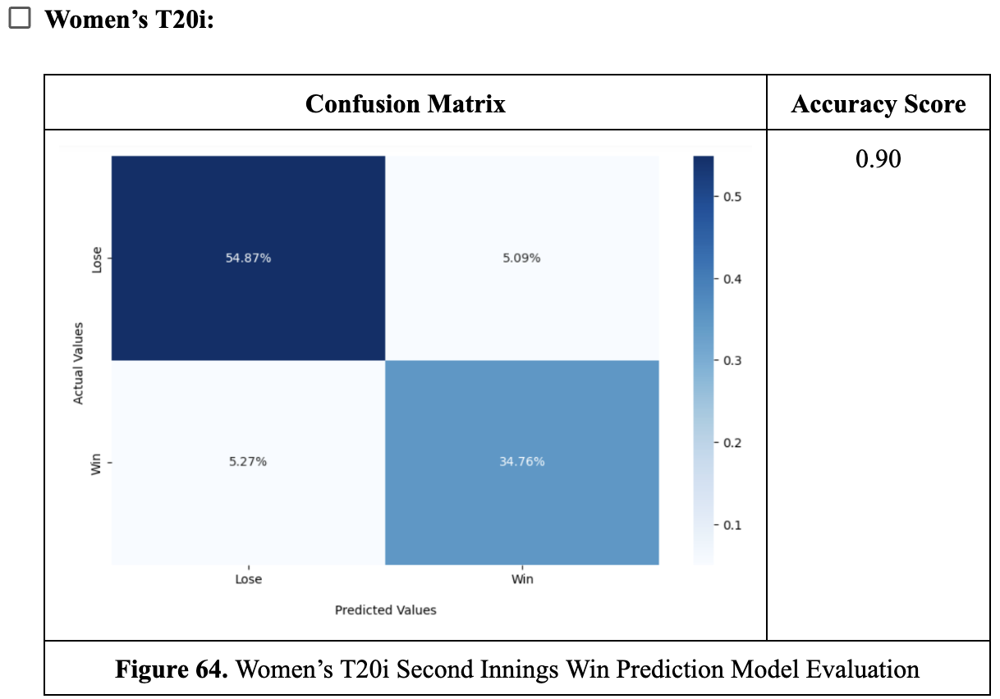 Women’s T20i:
Confusion Matrix
Accuracy Score
0.90
Actual Values
Lose
Win
54.87%
5.09%
5.27%
34.76%
Lose
Win
Predicted Values
0.5
0.4
0.3
0.2
0.1
Figure 64. Women’s T20i Second Innings Win Prediction Model Evaluation